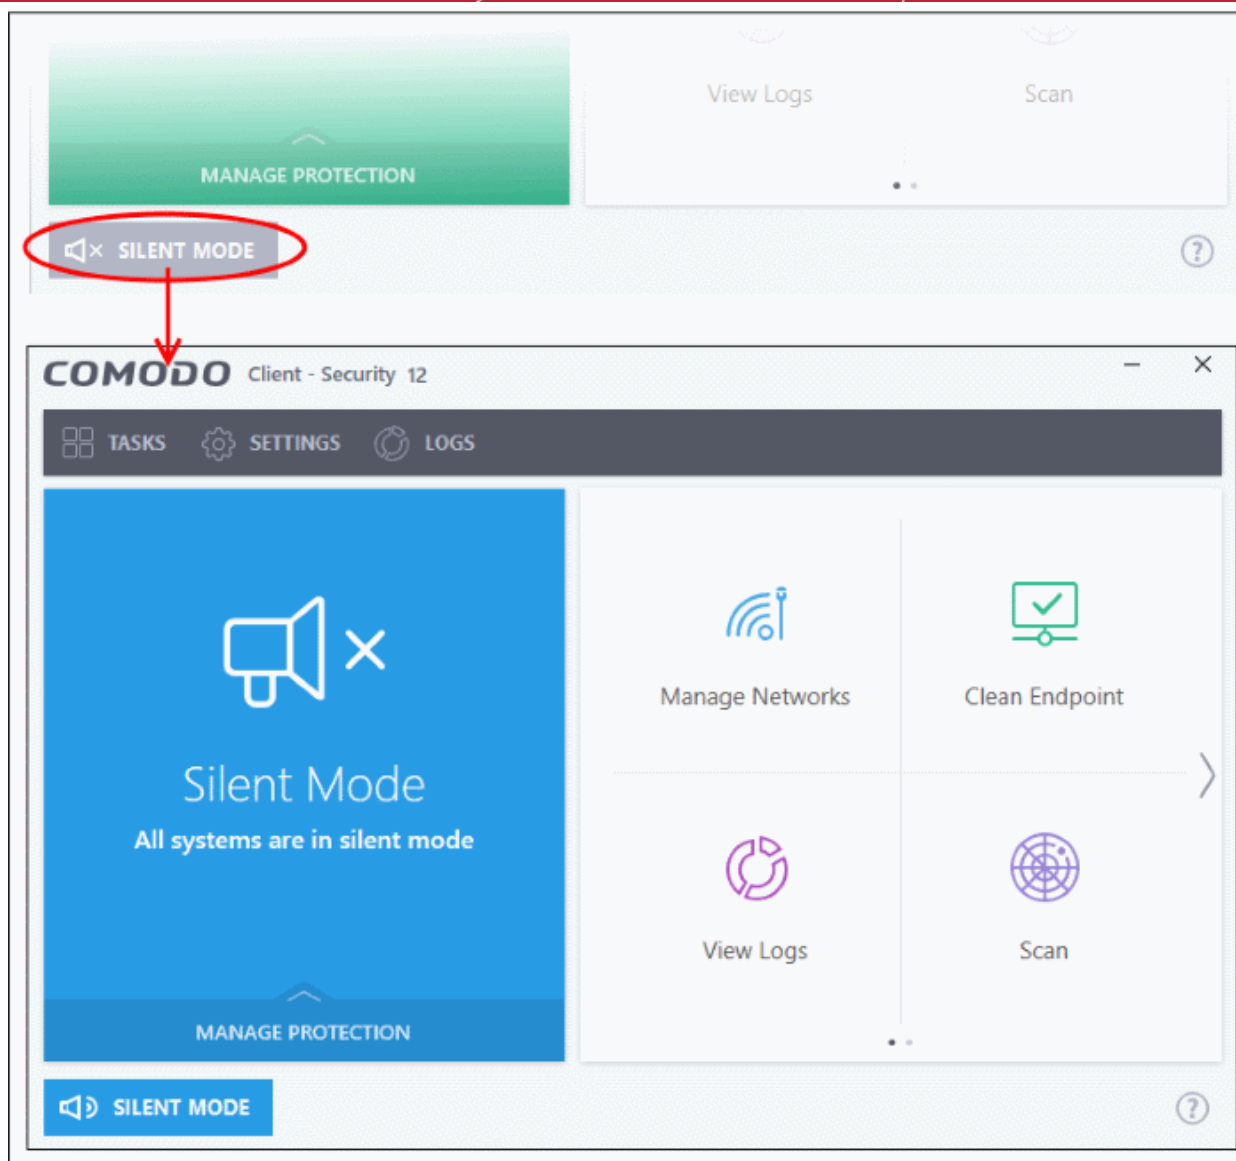 View Logs
Scan
MANAGE PROTECTION
SILENT MODE
?
COMODO Client - Security 12
TASKS SETTINGS LOGS
Manage Networks
Clean Endpoint
Silent Mode
All systems are in silent mode
View Logs
Scan
MANAGE PROTECTION
SILENT MODE
?